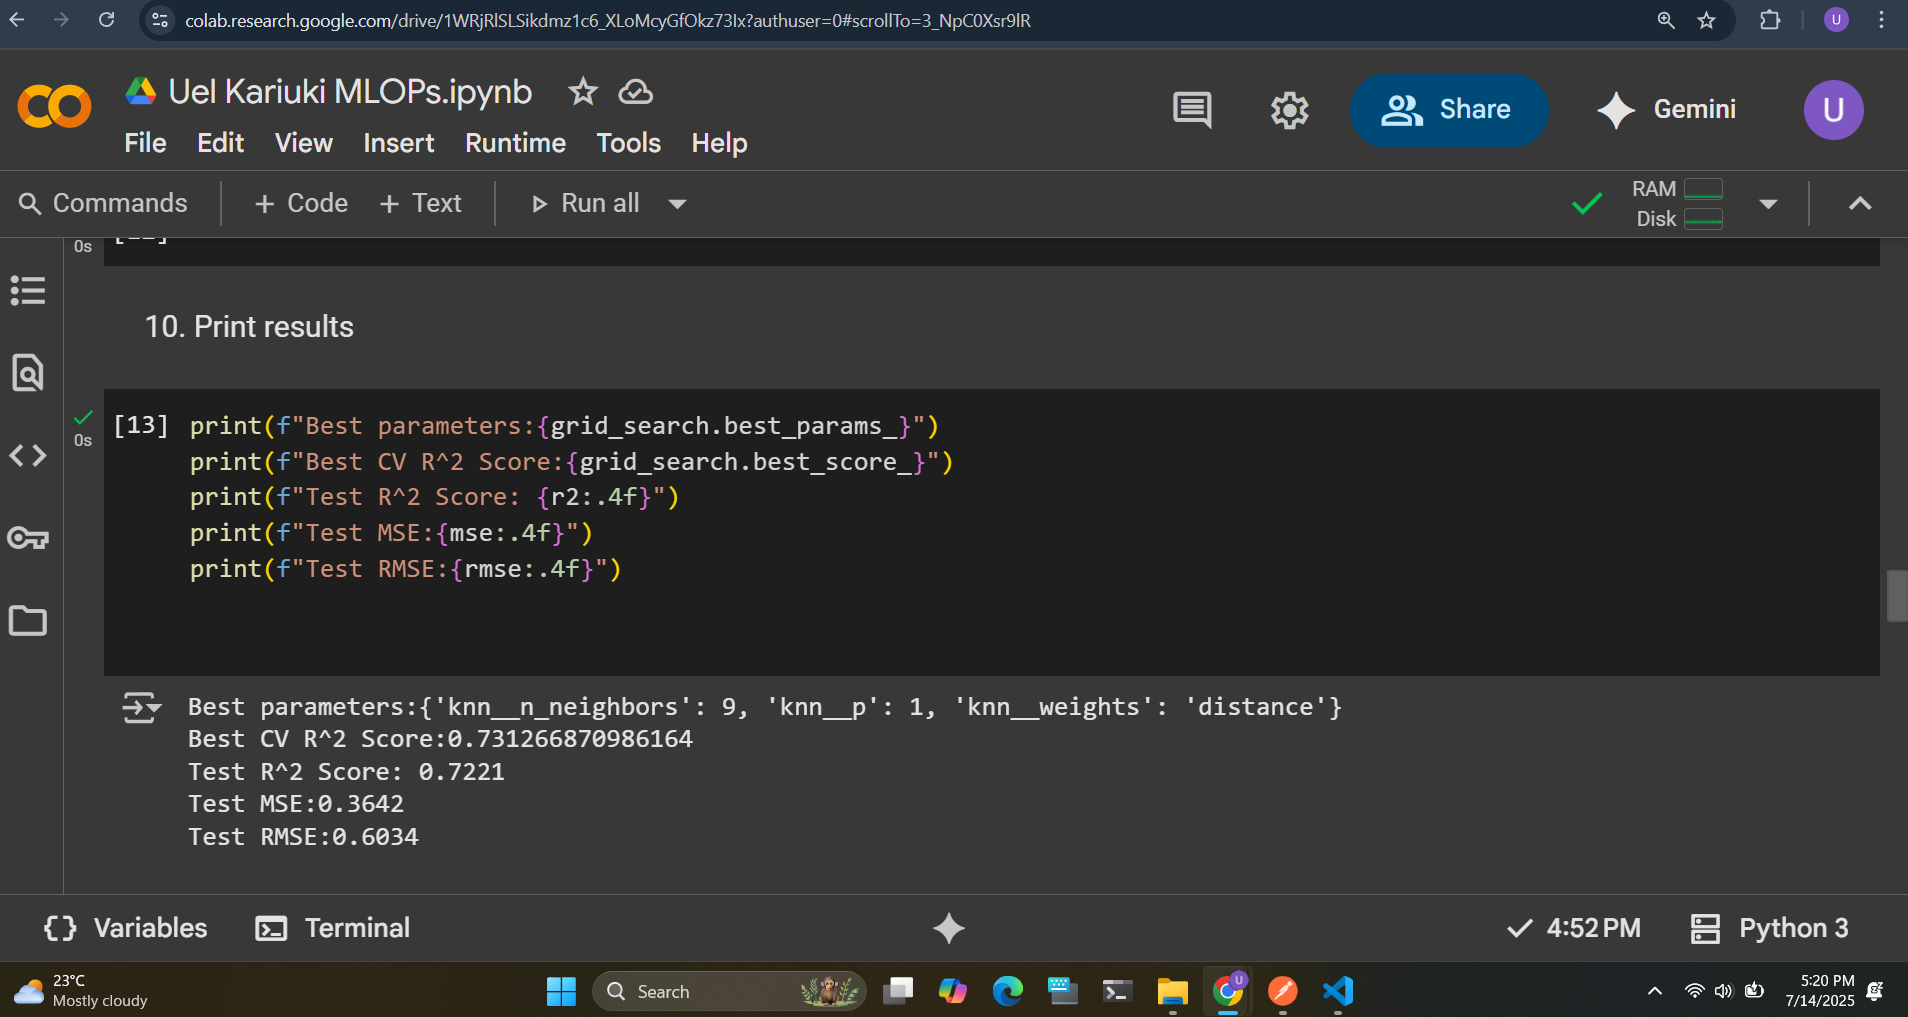 colab.research.google.com/drive/1WRjRlSLSikdmz1c6_XLoMcyGfOkz73Ix?authuser=0#scrollTo=3_NpC0Xsr9lR
U
Uel Kariuki MLOPs.ipynb
Share
Gemini
U
File Edit View Insert Runtime Tools Help
Commands + Code + Text Run all
RAM
Disk
0s
10. Print results
0s
[13] print(f"Best parameters:{grid_search.best_params_}")
print(f"Best CV R^2 Score:{grid_search.best_score_}")
print(f"Test R^2 Score: {r2:.4f}")
print(f"Test MSE:{mse:.4f}")
print(f"Test RMSE:{rmse:.4f}")
Best parameters:{'knn__n_neighbors': 9, 'knn__p': 1, 'knn__weights': 'distance'}
Best CV R^2 Score:0.731266870986164
Test R^2 Score: 0.7221
Test MSE:0.3642
Test RMSE:0.6034
{} Variables Terminal
4:52 PM Python 3
23°C
Mostly cloudy
Search
U
5:20 PM
7/14/2025